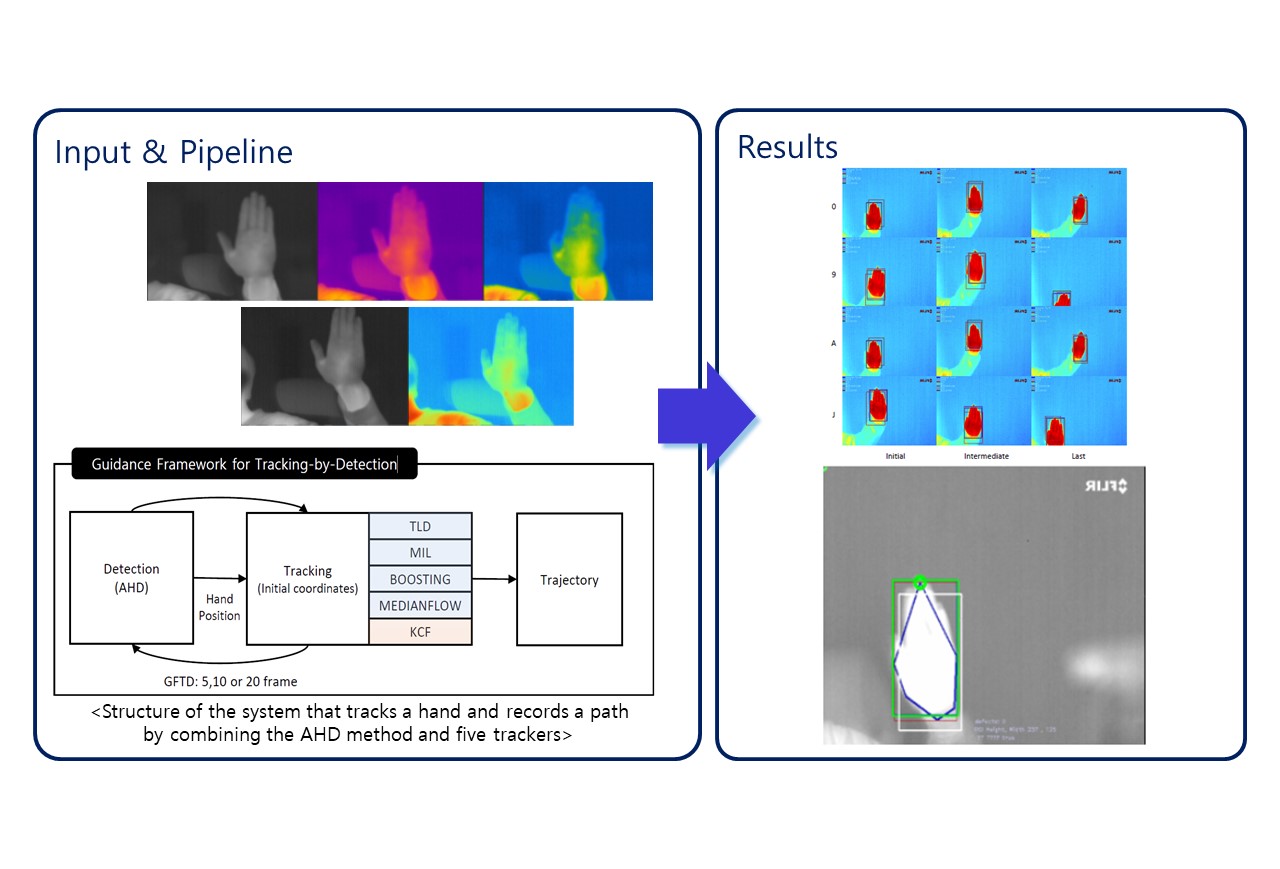 Input & Pipeline
Guidance Framework for Tracking-by-Detection
Detection
(AHD)
Hand
Position
Tracking
(Initial coordinates)
TLD
MIL
BOOSTING
MEDIANFLOW
KCF
Trajectory
GFTD: 5,10 or 20 frame
<Structure of the system that tracks a hand and records a path
by combining the AHD method and five trackers>
Results
0
9
A
J
Initial
Intermediate
Last
FLIR